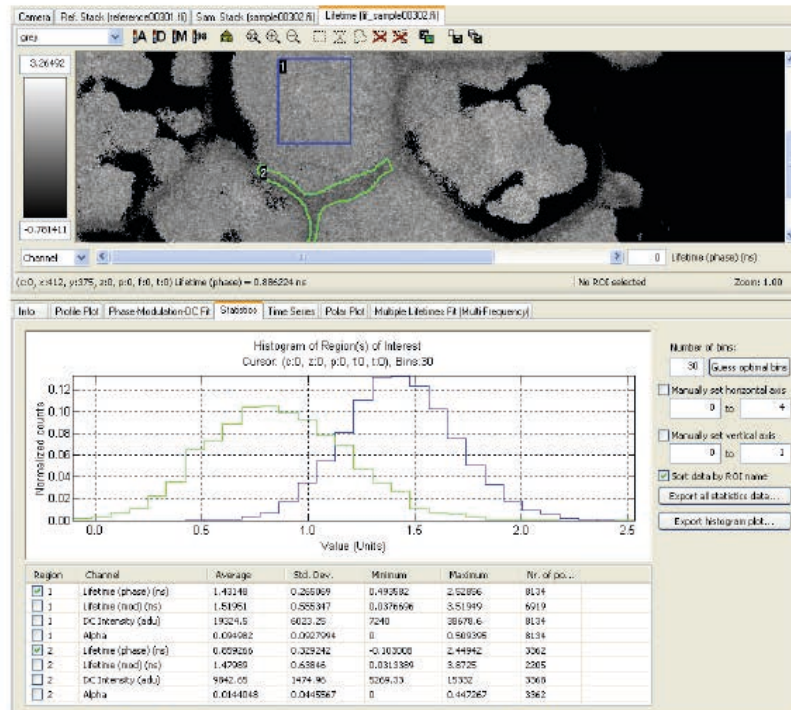 Camera Ref. Stack (reference00301.fli) Sam. Stack (sample00302.fli) Lifetime (lif_sample00302.fli)
grey
3.26492
1
2
-0.761411
Channel 0 Lifetime (phase) (ns)
(c:0, x:412, y:375, z:0, p:0, f:0, t:0) Lifetime (phase) = 0.886224 ns No ROI selected Zoom: 1.00
Info Profile Plot Phase-Modulation-DC Fit Statistics Time Series Polar Plot Multiple Lifetimes Fit (Multi-Frequency)
Histogram of Region(s) of Interest
Cursor: (c:0, z:0, p:0, f:0, t:0), Bins:30
0.12
0.10
0.08
0.06
0.04
0.02
0.00
Normalized counts
0.0 0.5 1.0 1.5 2.0 2.5
Value (Units)
Number of bins:
30 Guess optimal bins
Manually set horizontal axis
0 to 4
Manually set vertical axis
0 to 1
Sort data by ROI name
Export all statistics data...
Export histogram plot...
Region Channel Average Std. Dev. Minimum Maximum Nr. of po...
1 Lifetime (phase) (ns) 1.43148 0.265069 0.493582 2.52856 8134
1 Lifetime (mod) (ns) 1.51951 0.555347 0.0376696 3.51949 6919
1 DC Intensity (adu) 19324.5 6023.25 7240 38678.6 8134
1 Alpha 0.094982 0.0927994 0 0.509395 8134
2 Lifetime (phase) (ns) 0.859266 0.329242 -0.103008 2.44942 3362
2 Lifetime (mod) (ns) 1.47989 0.63846 0.0313389 3.8725 2205
2 DC Intensity (adu) 9842.65 1474.96 5269.33 15332 3368
2 Alpha 0.0144048 0.0445567 0 0.447267 3362